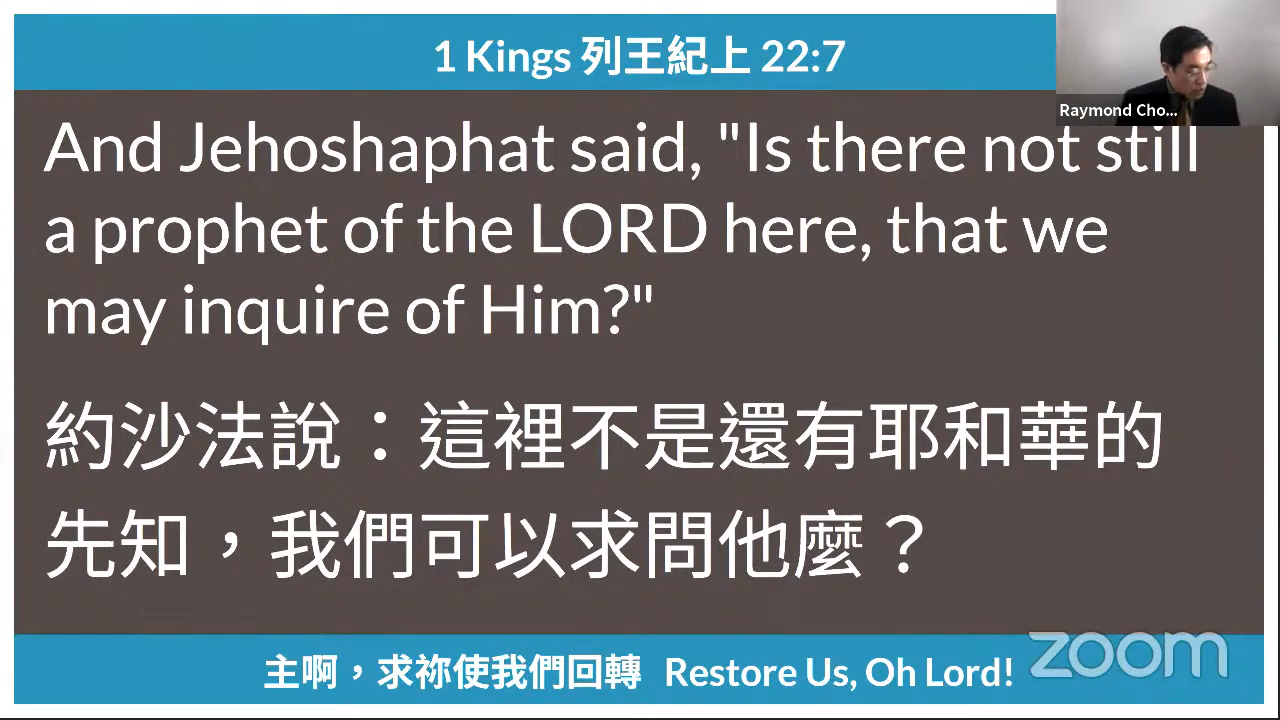 1 Kings 列王紀上 22:7
Raymond Cho...
And Jehoshaphat said, "Is there not still
a prophet of the LORD here, that we
may inquire of Him?"
約沙法說：這裡不是還有耶和華的
先知，我們可以求問他麼？
zoom
主啊，求祢使我們回轉 Restore Us, Oh Lord!